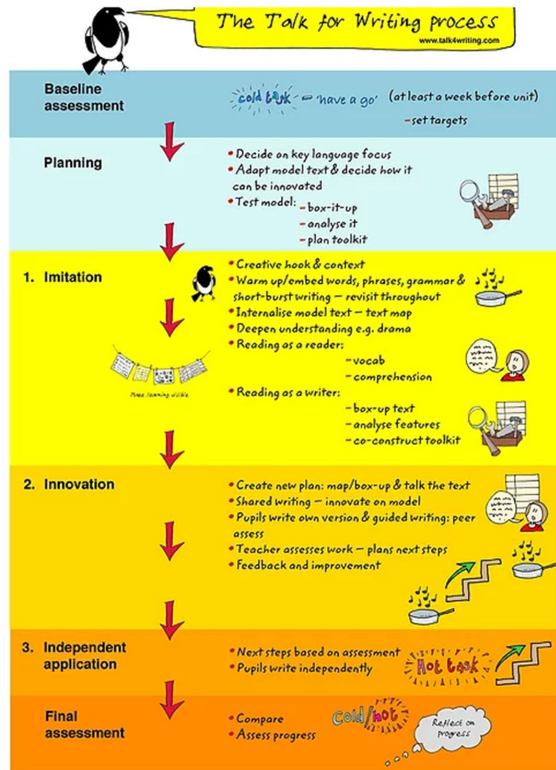 The Talk for Writing process
www.talk4writing.com
Baseline
assessment
cold task – 'have a go'
(at least a week before unit)
–set targets
Planning
• Decide on key language focus
• Adapt model text & decide how it
can be innovated
• Test model:
– box-it-up
– analyse it
– plan toolkit
1. Imitation
• Creative hook & context
• Warm up/embed words, phrases, grammar &
short-burst writing – revisit throughout
• Internalise model text – text map
• Deepen understanding e.g. drama
• Reading as a reader:
–vocab
–comprehension
Make learning visible
• Reading as a writer:
–box-up text
–analyse features
–co-construct toolkit
2. Innovation
• Create new plan: map/box-up & talk the text
• Shared writing – innovate on model
• Pupils write own version & guided writing: peer
assess
• Teacher assesses work – plans next steps
• Feedback and improvement
3. Independent
application
• Next steps based on assessment
• Pupils write independently
Hot task
Final
assessment
• Compare
• Assess progress
Cold/hot
Reflect on
progress